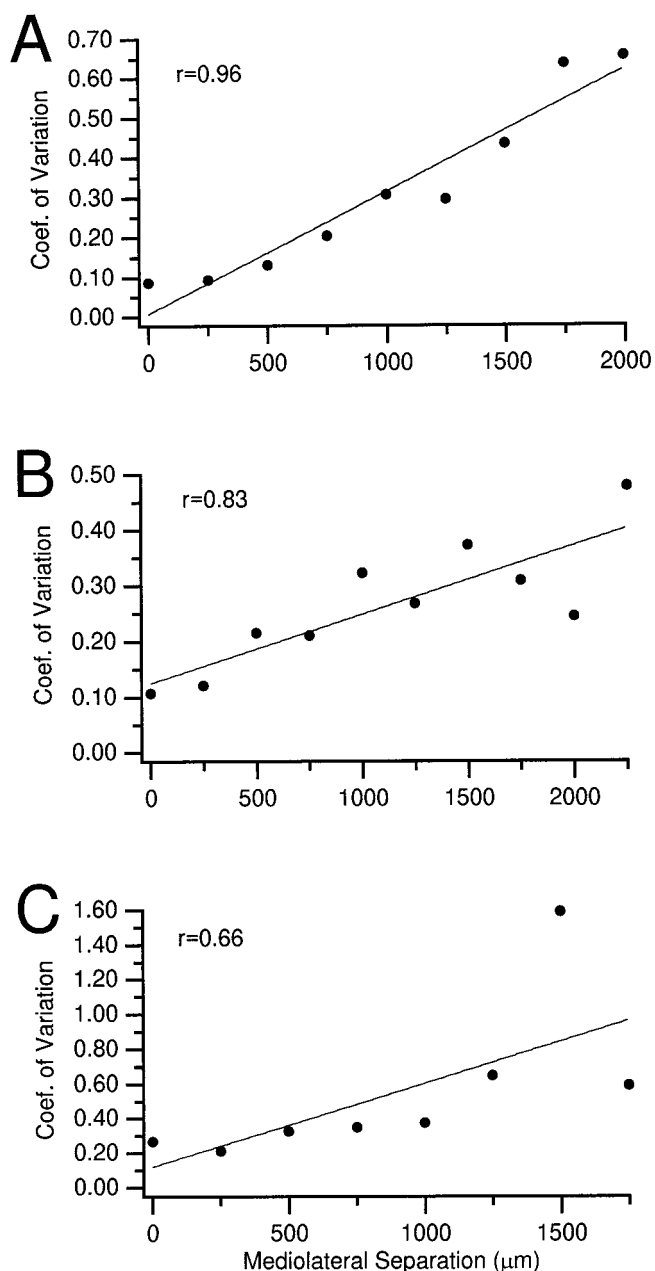 A
r=0.96
Coef. of Variation
0.70
0.60
0.50
0.40
0.30
0.20
0.10
0.00
0 500 1000 1500 2000
B
r=0.83
Coef. of Variation
0.50
0.40
0.30
0.20
0.10
0.00
0 500 1000 1500 2000
C
r=0.66
Coef. of Variation
1.60
1.40
1.20
1.00
0.80
0.60
0.40
0.20
0.00
0 500 1000 1500
Mediolateral Separation (μm)